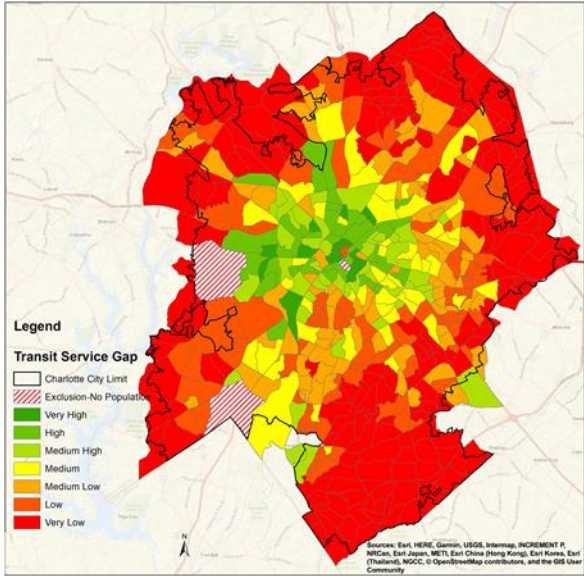 Legend
Transit Service Gap
Charlotte City Limit
Exclusion-No Population
Very High
High
Medium High
Medium
Medium Low
Low
Very Low
N
Sources: Esri, HERE, Garmin, USGS, Intermap, INCREMENT P,
NRCan, Esri Japan, METI, Esri China (Hong Kong), Esri Korea, Esri
(Thailand), NGCC, © OpenStreetMap contributors, and the GIS User
Community